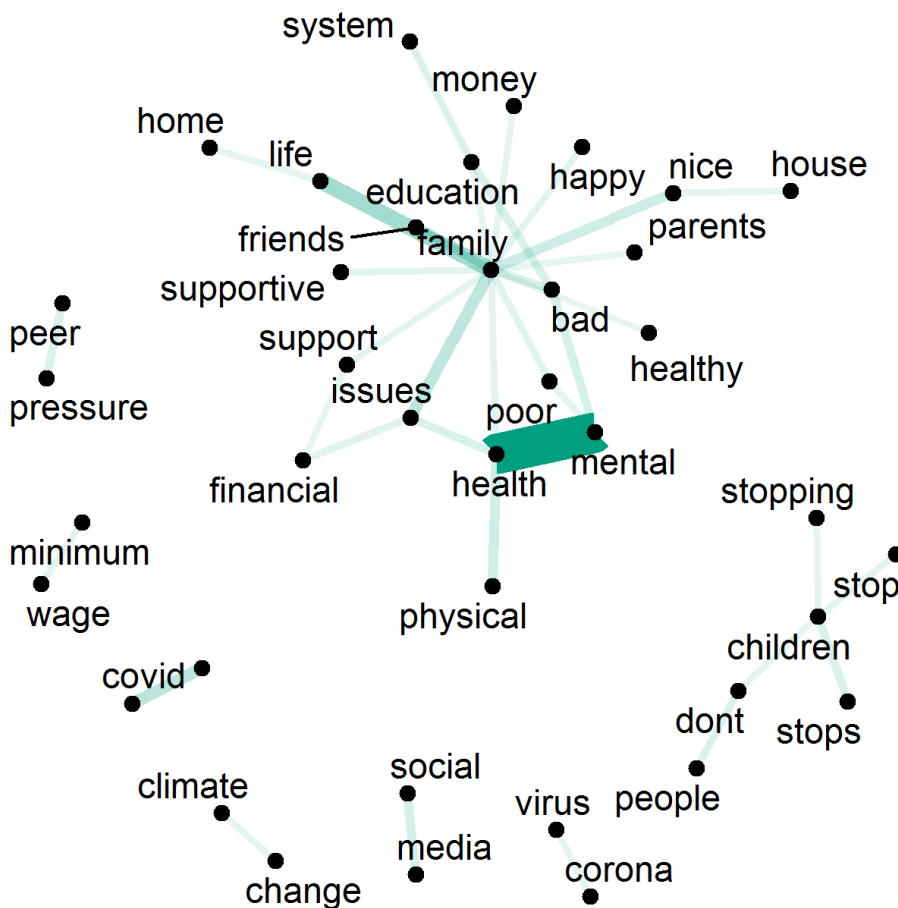 system
money
home
life
education
happy
nice
house
friends
family
parents
supportive
bad
support
healthy
peer
issues
poor
pressure
financial
health
mental
stopping
minimum
stop
wage
physical
children
covid
dont
stops
climate
social
virus
people
change
media
corona